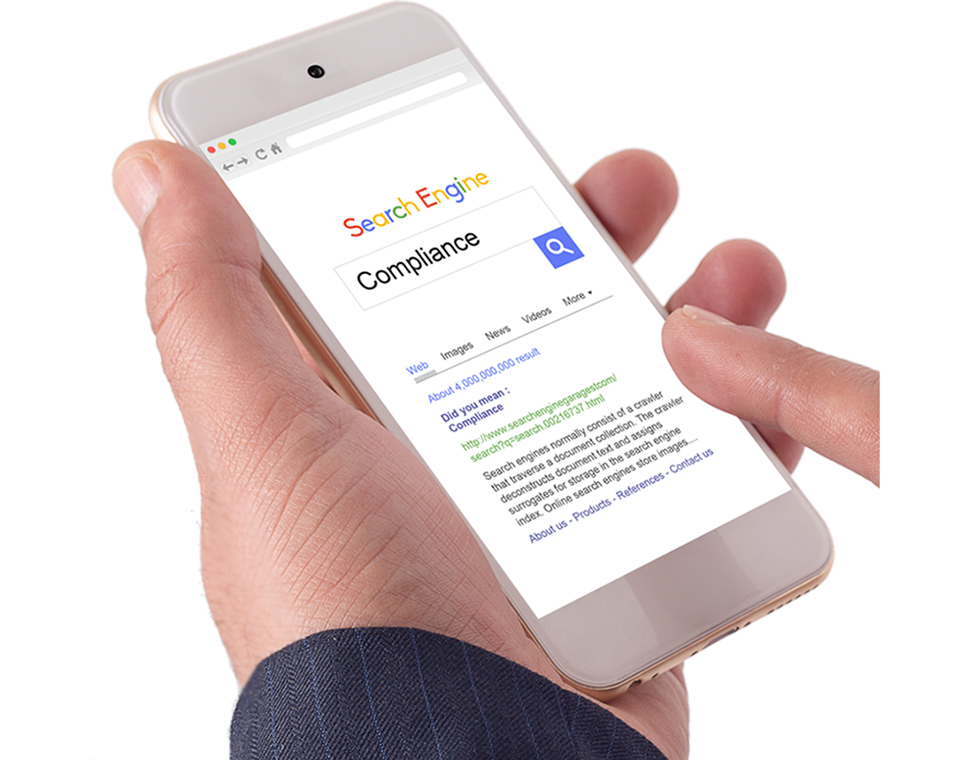 Search Engine
Compliance
Web Images News Videos More
About 4,000,000,000 result
Did you mean :
Compliance
http://www.searchenginegaragestcom/
search?q=search.00216737.html
Search engines normally consist of a crawler
that traverse a document collection. The crawler
deconstructs document text and assigns
surrogates for storage in the search engine
index. Online search engines store images....
About us - Products - References - Contact us